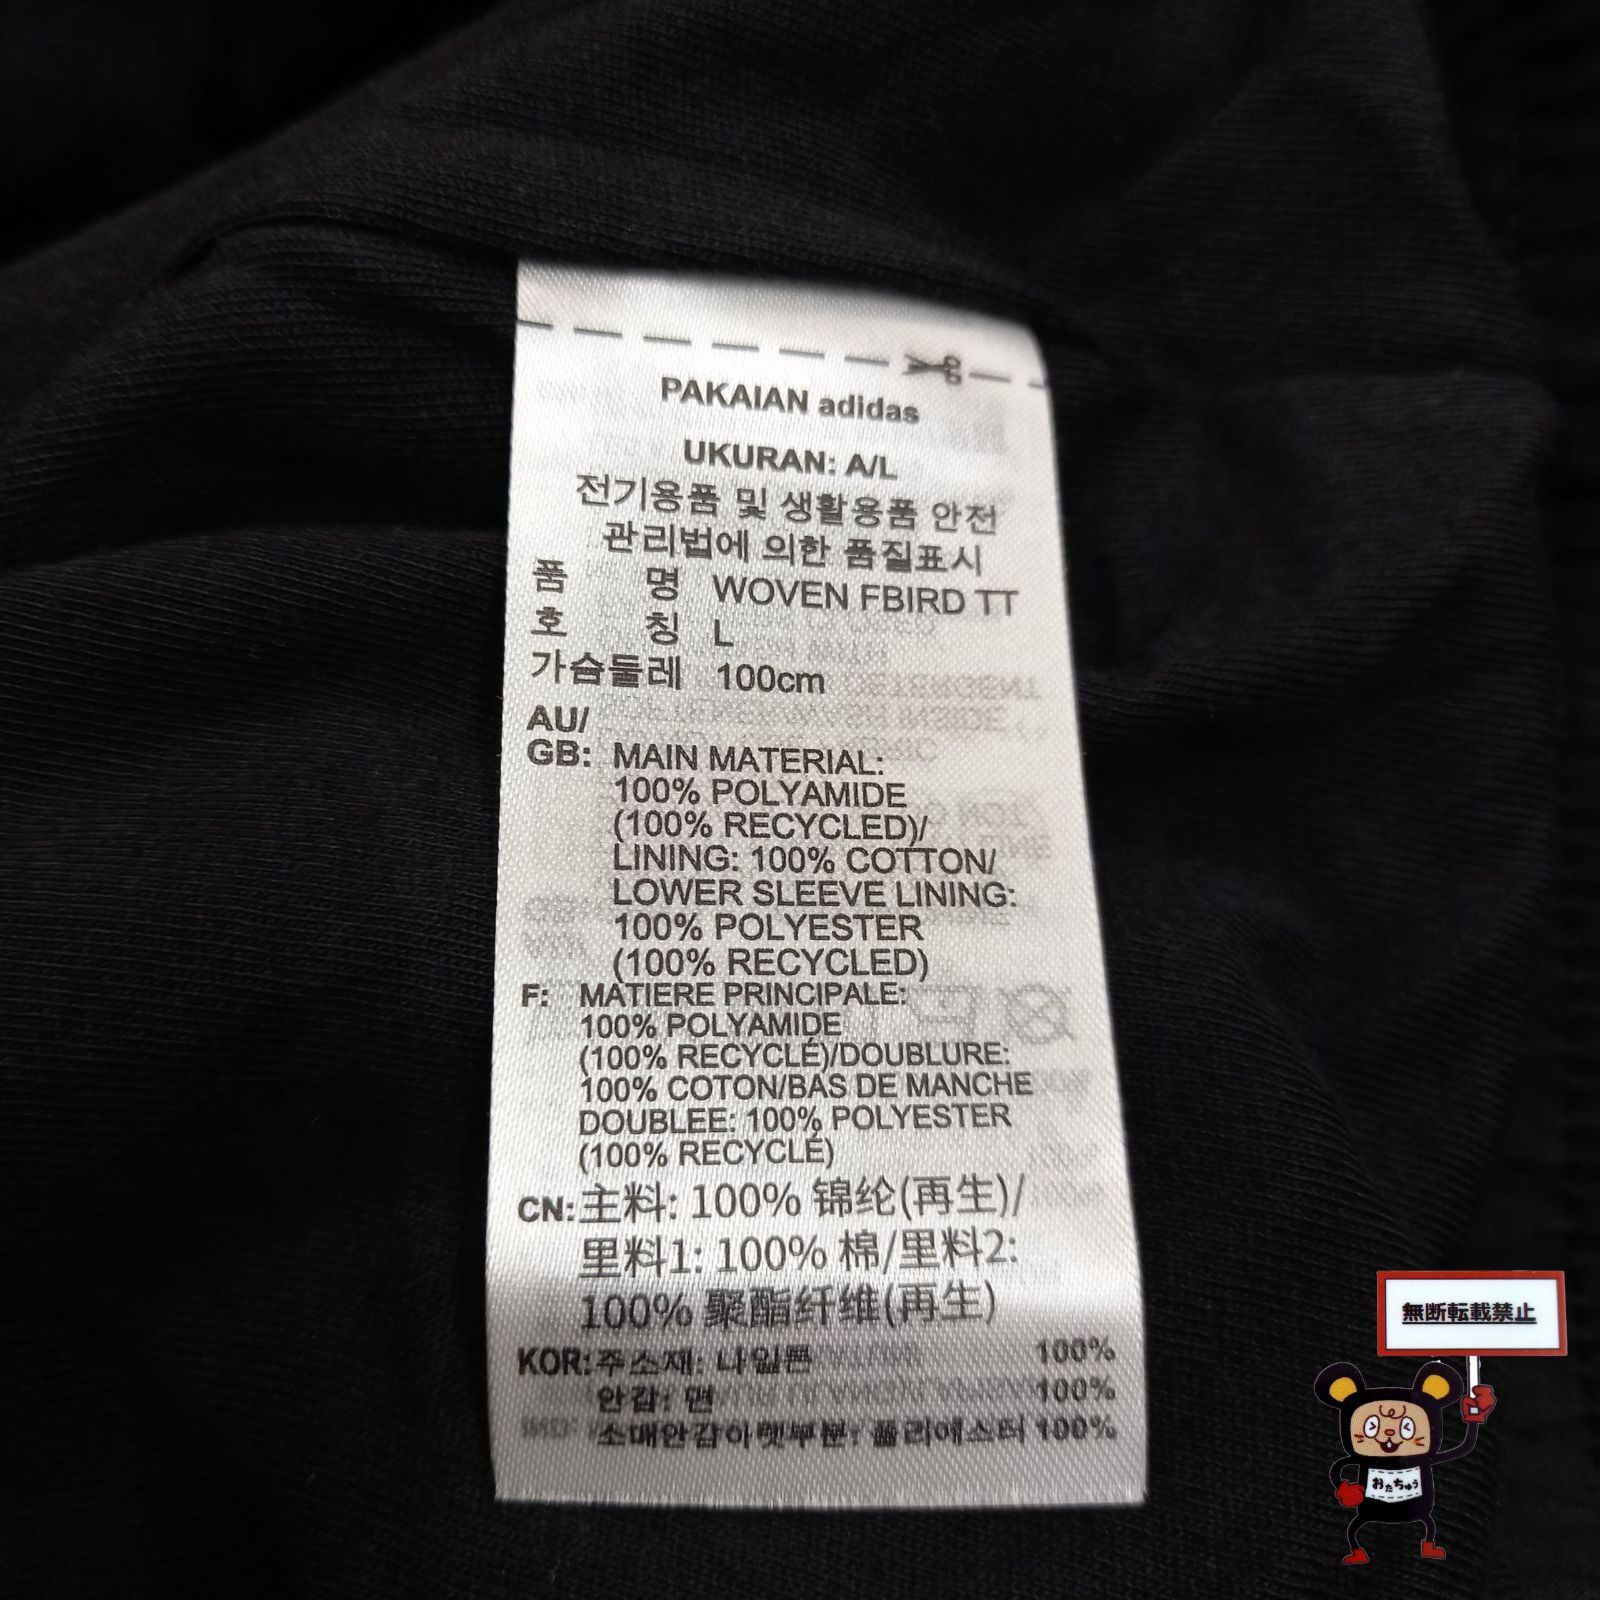 PAKAIAN adidas
UKURAN: A/L
전기용품 및 생활용품 안전
관리법에 의한 품질표시
품 명 WOVEN FBIRD TT
호 칭 L
가슴둘레 100cm
AU/
GB: MAIN MATERIAL:
100% POLYAMIDE
(100% RECYCLED)/
LINING: 100% COTTON/
LOWER SLEEVE LINING:
100% POLYESTER
(100% RECYCLED)
F: MATIERE PRINCIPALE:
100% POLYAMIDE
(100% RECYCLÉ)/DOUBLURE:
100% COTON/BAS DE MANCHE
DOUBLEE: 100% POLYESTER
(100% RECYCLÉ)
CN: 主料: 100% 锦纶(再生)/
里料1: 100% 棉/里料2:
100% 聚酯纤维(再生)
KOR: 주소재: 나일론 100%
안감: 면 100%
소매안감아랫부분: 폴리에스터 100%
無断転載禁止
おたちゅう